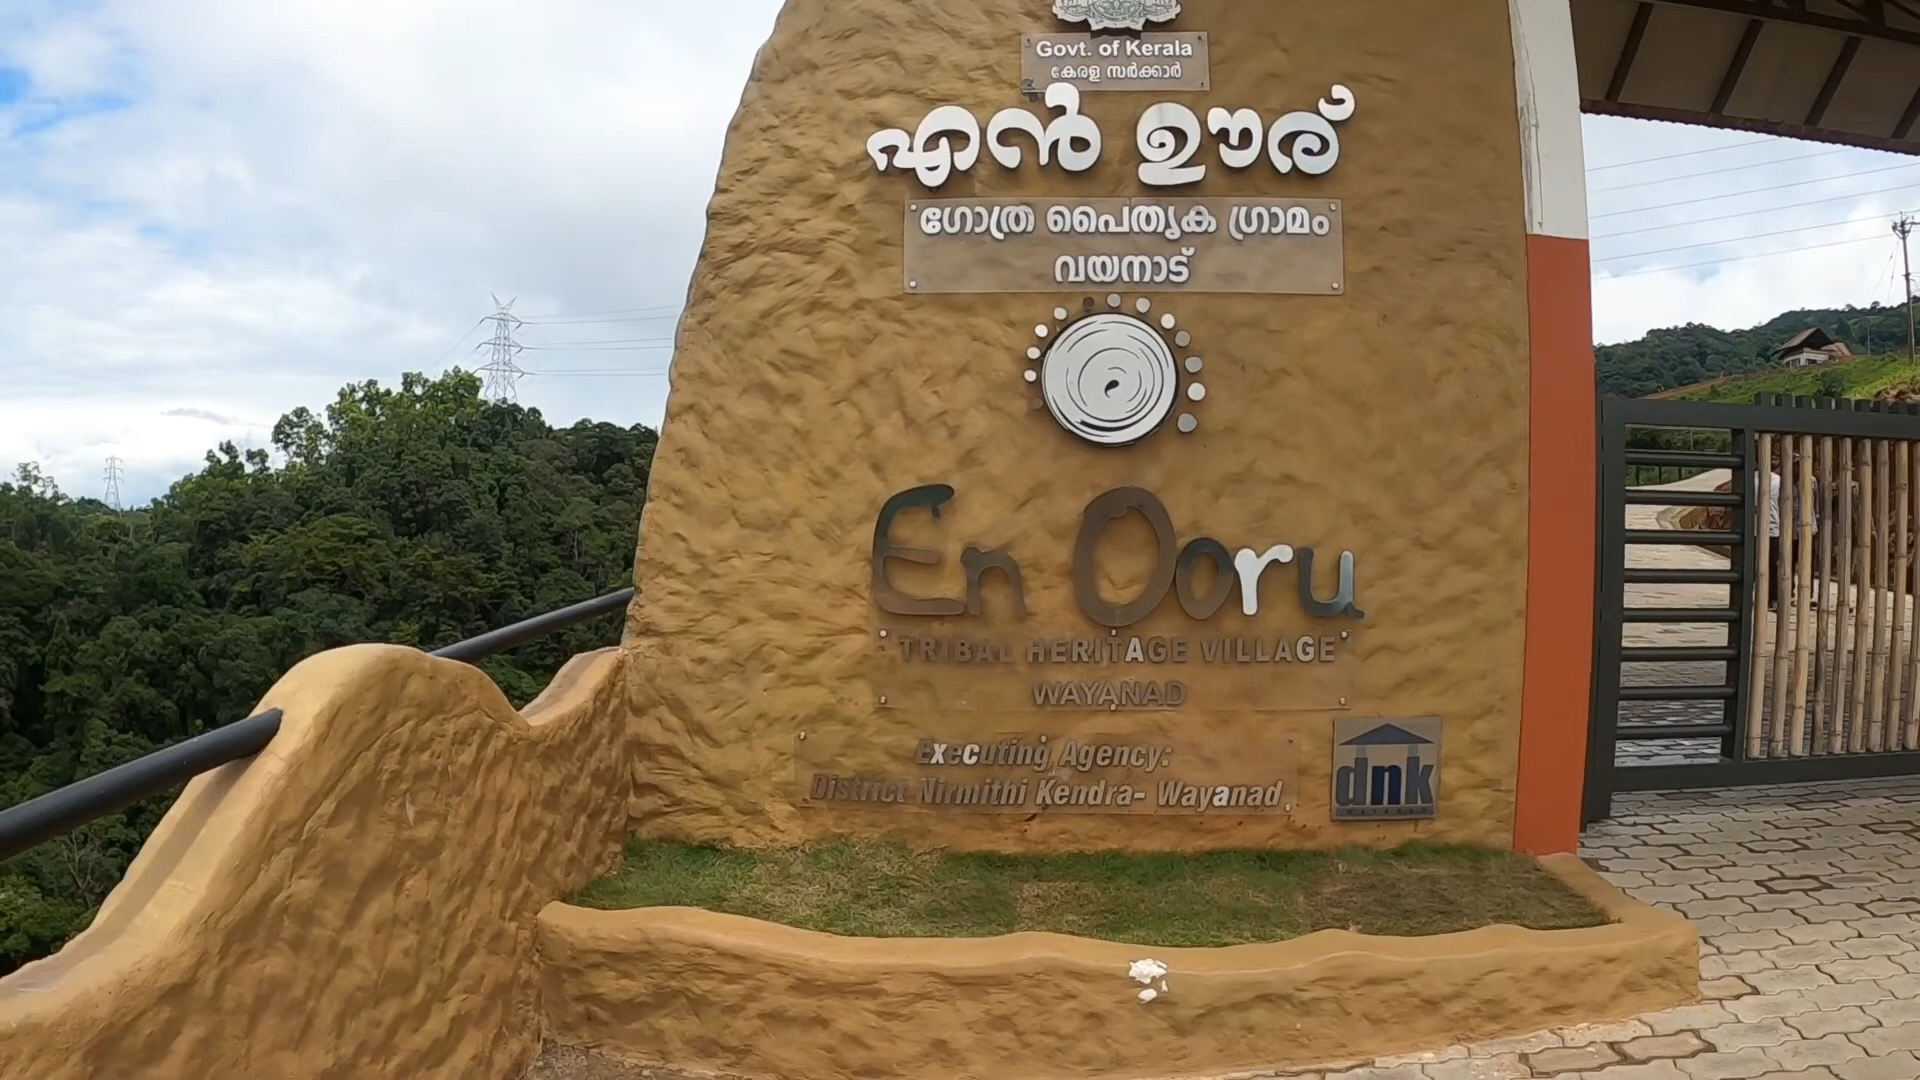 Govt. of Kerala
കേരള സർക്കാർ
എൻ ഊര്
ഗോത്ര പൈതൃക ഗ്രാമം
വയനാട്
En Ooru
"TRIBAL HERITAGE VILLAGE"
WAYANAD
Executing Agency:
District Nirmithi Kendra- Wayanad
dnk